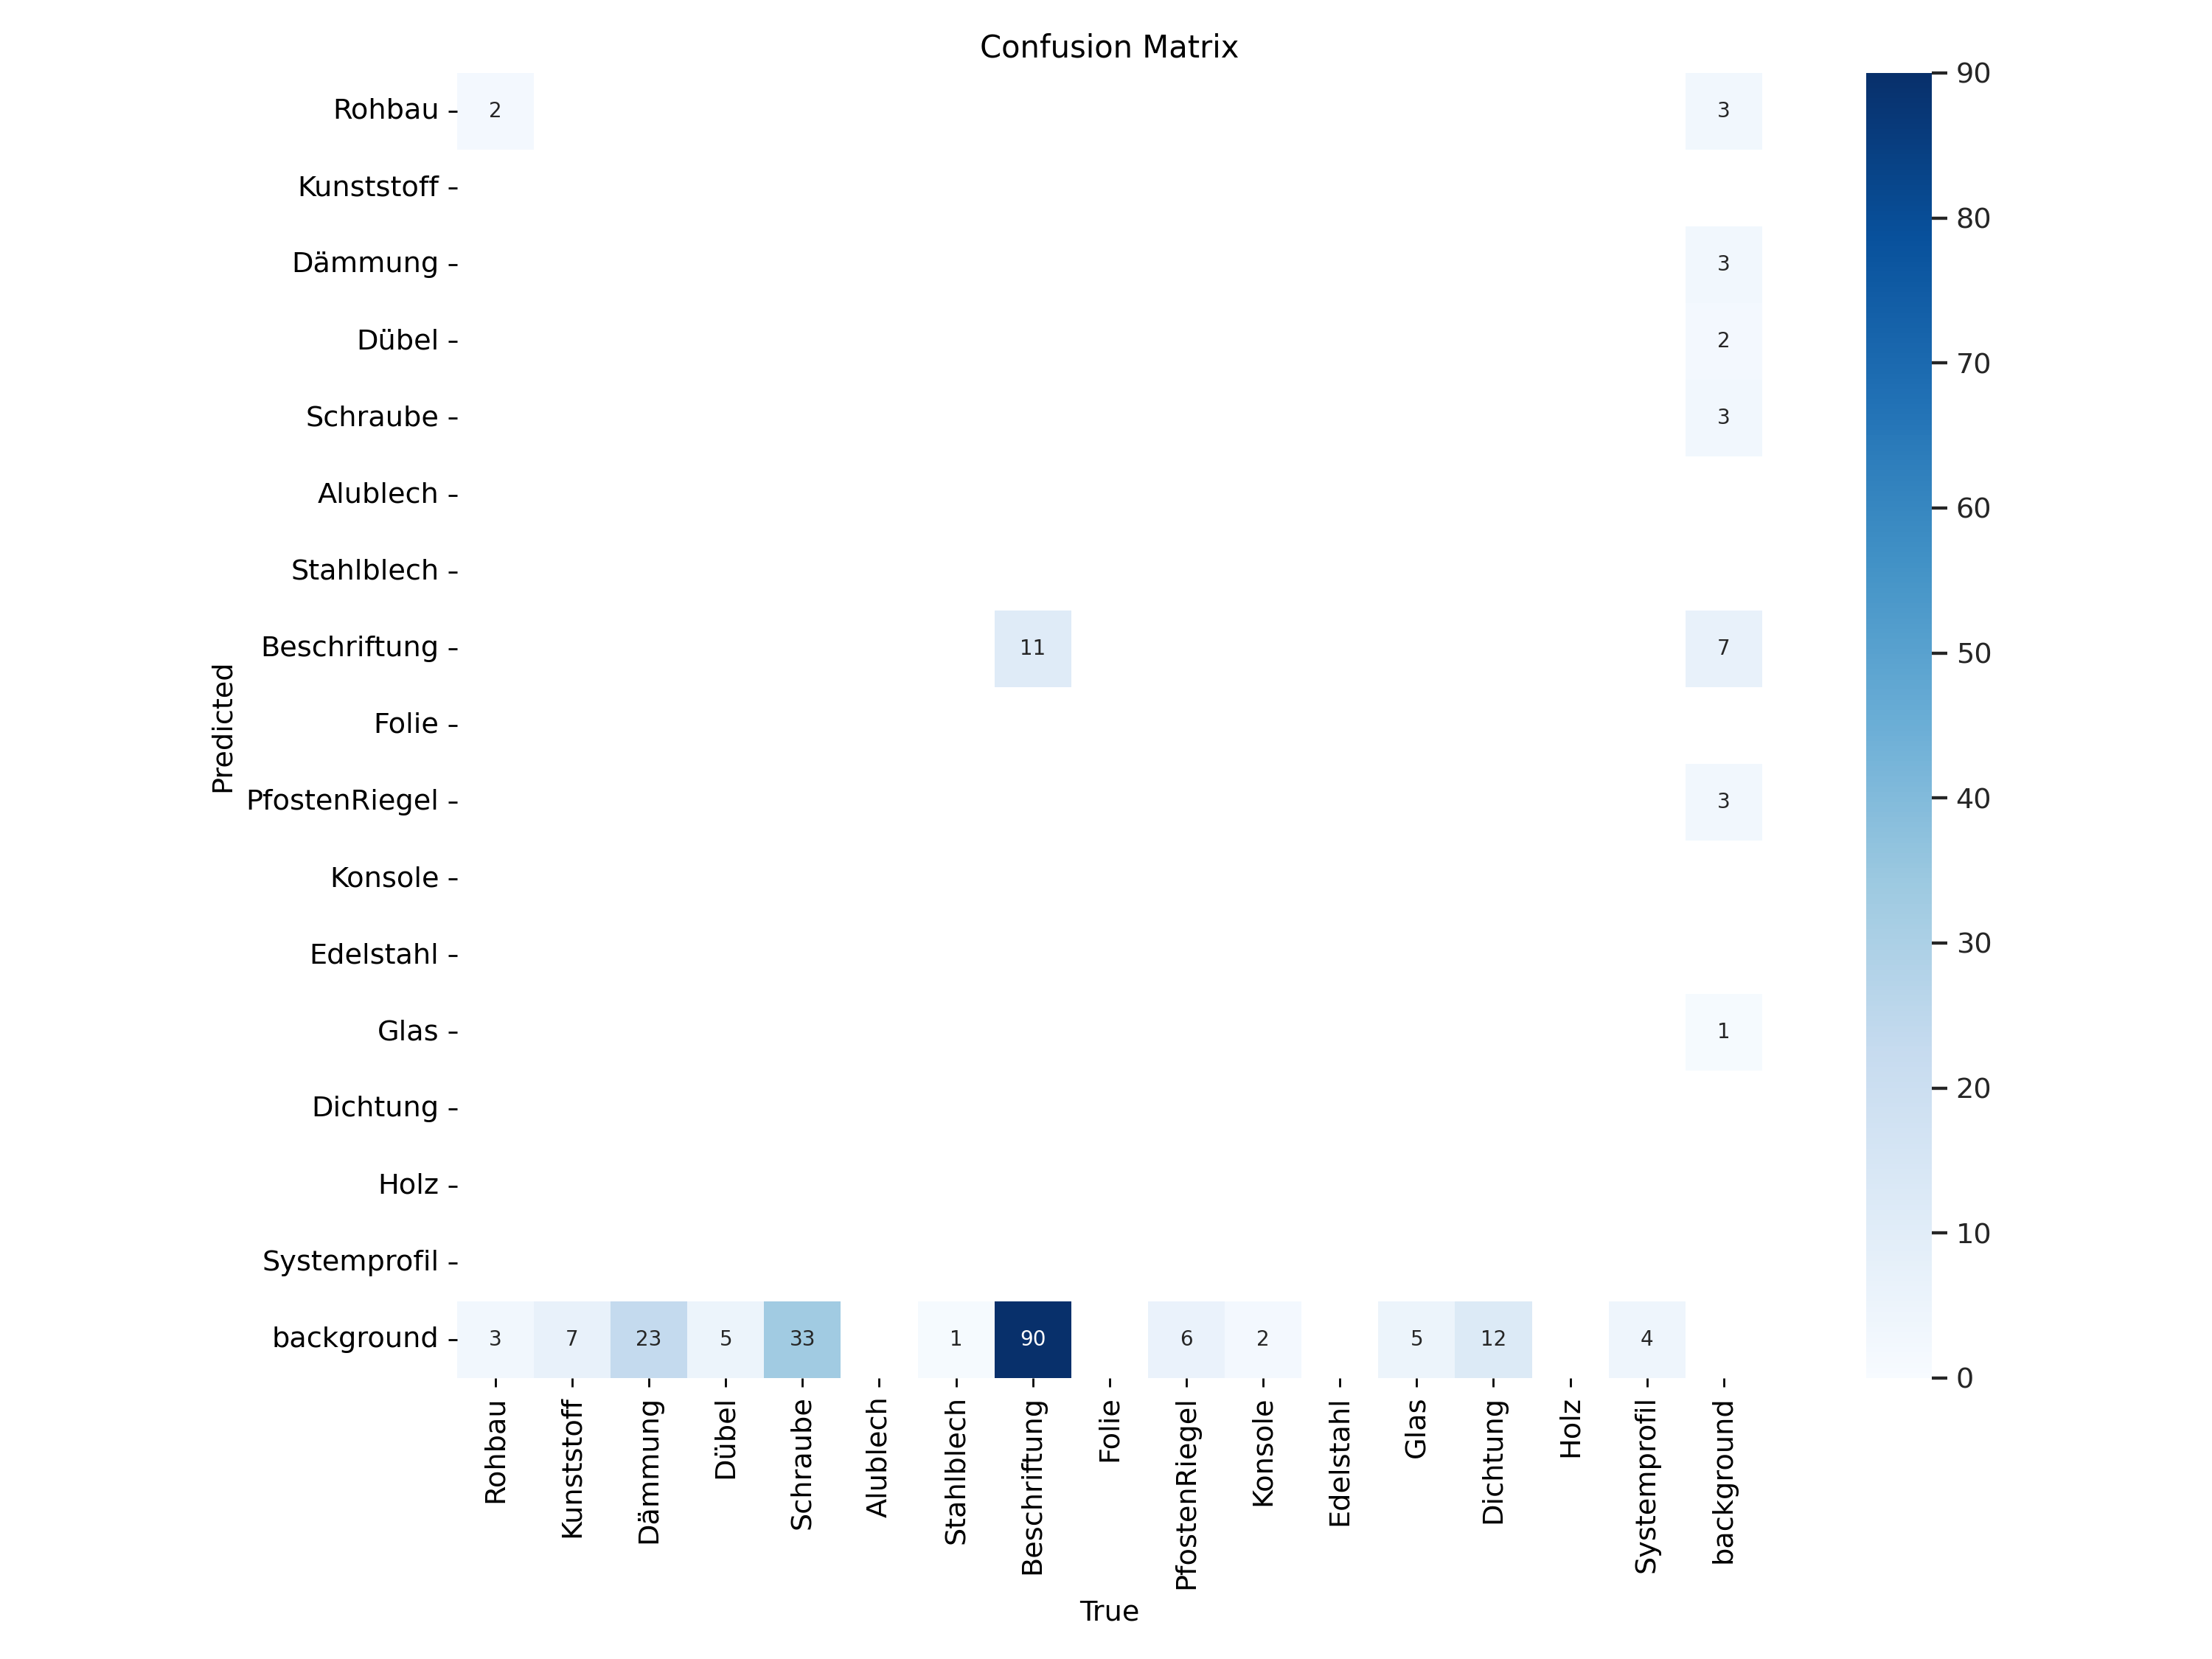 Confusion Matrix
Rohbau
2
3
Kunststoff
Dämmung
3
Dübel
2
Schraube
3
Alublech
Stahlblech
Beschriftung
11
7
Folie
PfostenRiegel
3
Konsole
Edelstahl
Glas
1
Dichtung
Holz
Systemprofil
background
3
7
23
5
33
1
90
6
2
5
12
4
Predicted
Rohbau
Kunststoff
Dämmung
Dübel
Schraube
Alublech
Stahlblech
Beschriftung
Folie
PfostenRiegel
Konsole
Edelstahl
Glas
Dichtung
Holz
Systemprofil
background
True
90
80
70
60
50
40
30
20
10
0